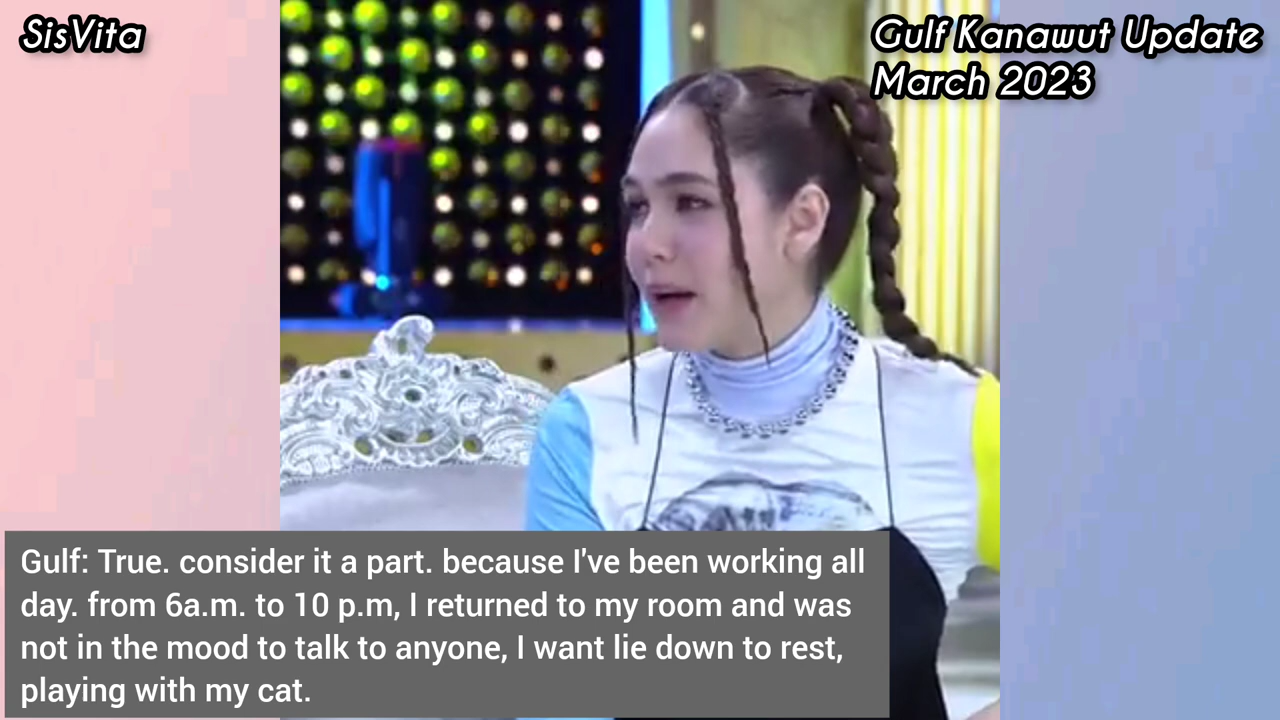 SisVita
Gulf Kanawut Update
March 2023
Gulf: True. consider it a part. because I've been working all
day. from 6a.m. to 10 p.m, I returned to my room and was
not in the mood to talk to anyone, I want lie down to rest,
playing with my cat.